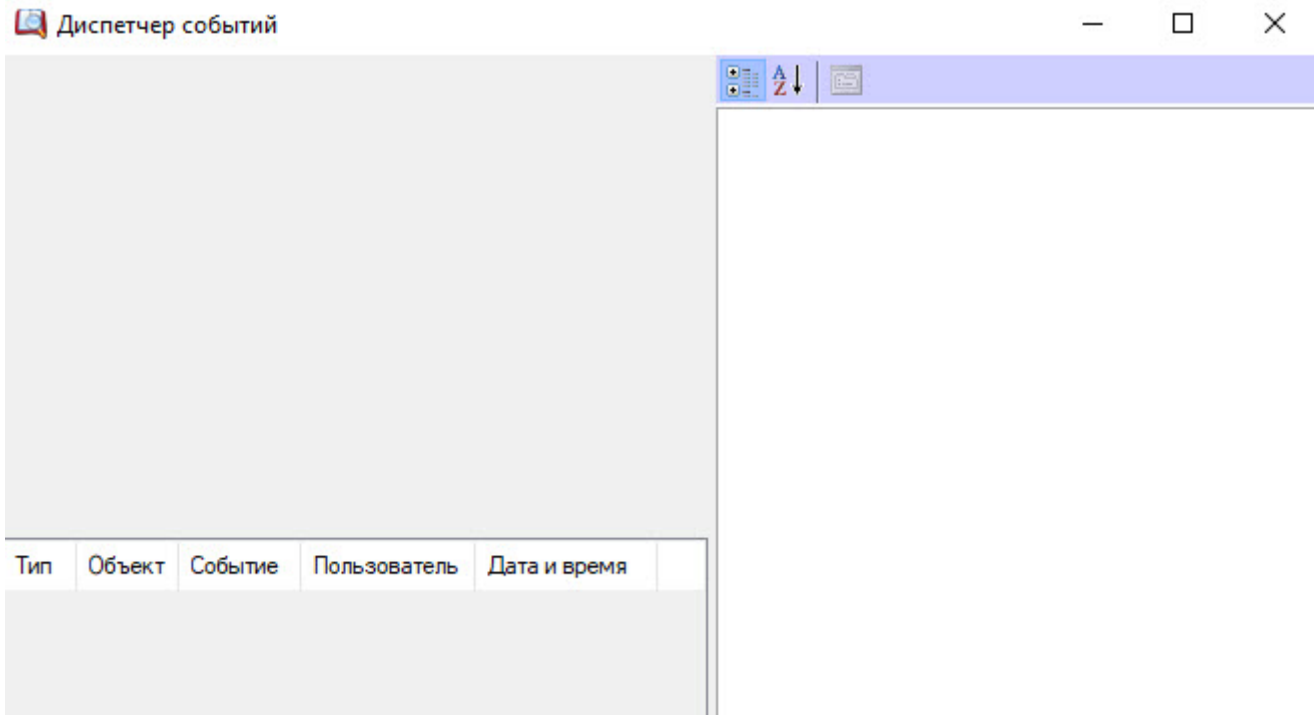 Диспетчер событий
A
Z
Тип Объект Событие Пользователь Дата и время